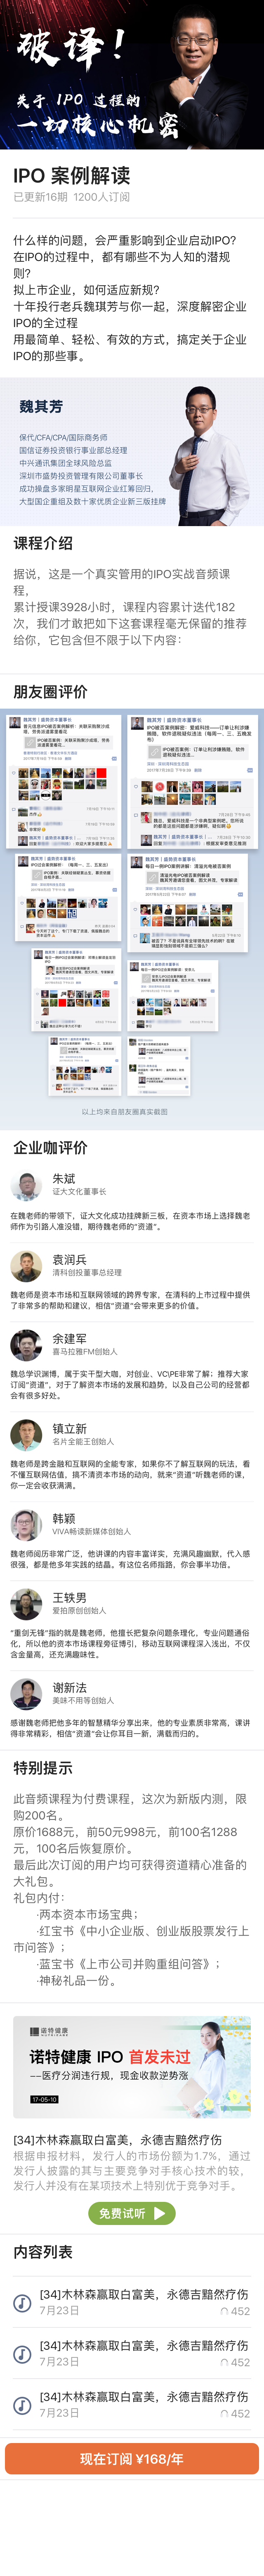 破译！
关于 IPO 过程的
一切核心机密
IPO 案例解读
已更新16期 1200人订阅
什么样的问题，会严重影响到企业启动IPO?
在IPO的过程中，都有哪些不为人知的潜规
则?
拟上市企业，如何适应新规?
十年投行老兵魏琪芳与你一起，深度解密企业
IPO的全过程
用最简单、轻松、有效的方式，搞定关于企业
IPO的那些事。
魏其芳
保代/CFA/CPA/国际商务师
国信证券投资银行事业部总经理
中兴通讯集团全球风险总监
深圳市盛势投资管理有限公司董事长
成功操盘多家明星互联网企业红筹回归，
大型国企重组及数十家优质企业新三版挂牌
课程介绍
据说，这是一个真实管用的IPO实战音频课
程，
累计授课3928小时，课程内容累计迭代182
次，我们才敢把如下这套课程毫无保留的推荐
给你，它包含但不限于以下内容：
朋友圈评价
以上均来自朋友圈真实截图
企业咖评价
朱斌
证大文化董事长
在魏老师的带领下，证大文化成功挂牌新三板，在资本市场上选择魏老
师作为引路人准没错，期待魏老师的“资道”。
袁润兵
清科创投董事总经理
魏老师是资本市场和互联网领域的跨界专家，在清科的上市过程中提供
了非常多的帮助和建议，相信“资道”会带来更多的价值。
余建军
喜马拉雅FM创始人
魏总学识渊博，属于实干型大咖，对创业、VC\PE非常了解；推荐大家
订阅“资道”，对于了解资本市场的发展和趋势，以及自己公司的经营都
会有很多好处。
镇立新
名片全能王创始人
魏老师是跨金融和互联网的全能专家，如果你不了解互联网的玩法，看
不懂互联网估值，搞不清资本市场的动向，就来“资道”听魏老师的课，
你一定会收获满满。
韩颖
VIVA畅读新媒体创始人
魏老师阅历非常广泛，他讲课的内容丰富详实，充满风趣幽默，代入感
很强，都是他多年实践的结晶。有这位名师指路，你会事半功倍。
王轶男
爱拍原创创始人
“重剑无锋”指的就是魏老师，他擅长把复杂问题条理化，专业问题通俗
化，所以他的资本市场课程旁征博引，移动互联网课程深入浅出，不仅
含金量高，还充满趣味性。
谢新法
美味不用等创始人
感谢魏老师把他多年的智慧精华分享出来，他的专业素质非常高，课讲
得非常精彩，相信“资道”会让你耳目一新，满载而归的。
特别提示
此音频课程为付费课程，这次为新版内测，限
购200名。
原价1688元，前50元998元，前100名1288
元，100名后恢复原价。
最后此次订阅的用户均可获得资道精心准备的
大礼包。
礼包内付：
·两本资本市场宝典；
·红宝书《中小企业版、创业版股票发行上
市问答》；
·蓝宝书《上市公司并购重组问答》；
·神秘礼品一份。
诺特健康
诺特健康 IPO 首发未过
——医疗分润违行规，现金收款逆势涨
17-05-10
[34]木林森赢取白富美，永德吉黯然疗伤
根据申报材料，发行人的市场份额为1.7%，通过
发行人披露的其与主要竞争对手核心技术的较，
发行人并没有在某项技术上特别优于竞争对手。
免费试听
内容列表
[34]木林森赢取白富美，永德吉黯然疗伤
7月23日 452
[34]木林森赢取白富美，永德吉黯然疗伤
7月23日 452
[34]木林森赢取白富美，永德吉黯然疗伤
7月23日 452
现在订阅 ¥168/年